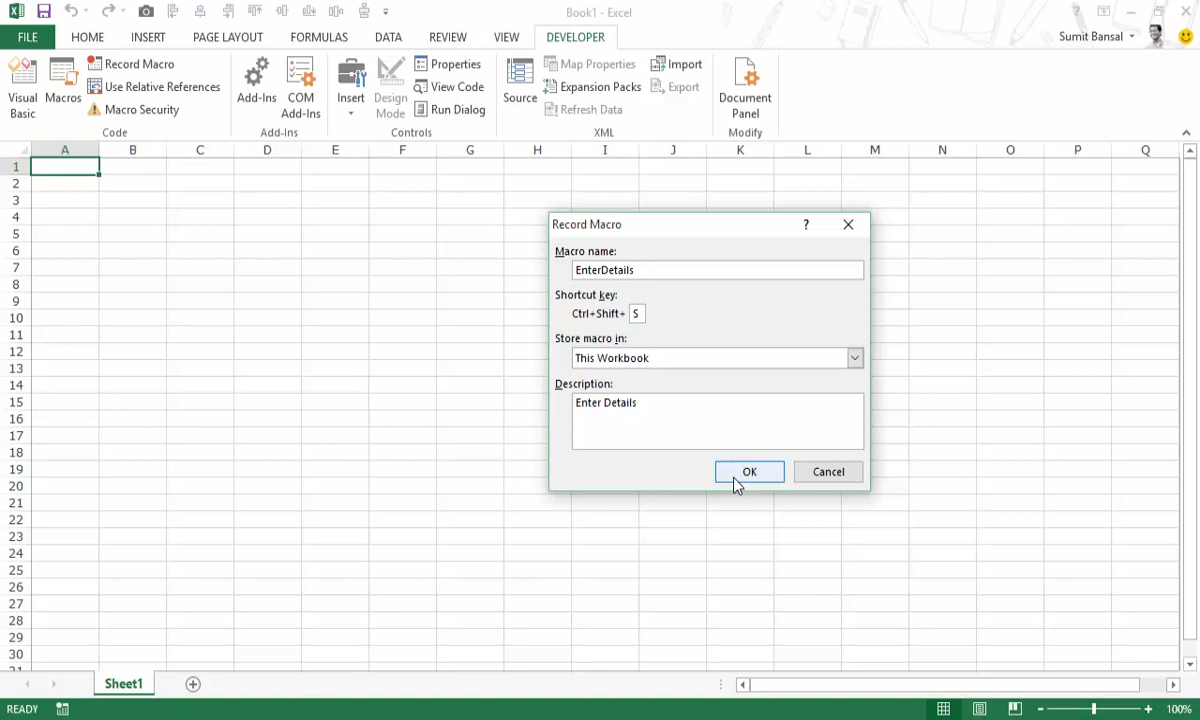 Book1 - Excel
FILE HOME INSERT PAGE LAYOUT FORMULAS DATA REVIEW VIEW DEVELOPER Sumit Bansal
Visual Basic
Macros
Record Macro
Use Relative References
Macro Security
Code
Add-Ins
COM Add-Ins
Add-Ins
Insert
Design Mode
Properties
View Code
Run Dialog
Controls
Source
Map Properties
Expansion Packs
Refresh Data
Import
Export
XML
Document Panel
Modify
A B C D E F G H I J K L M N O P Q
1
2
3
4
5
6
7
8
9
10
11
12
13
14
15
16
17
18
19
20
21
22
23
24
25
26
27
28
29
30
31
Record Macro ?
Macro name:
EnterDetails
Shortcut key:
Ctrl+Shift+ S
Store macro in:
This Workbook
Description:
Enter Details
OK Cancel
Sheet1
READY 100%